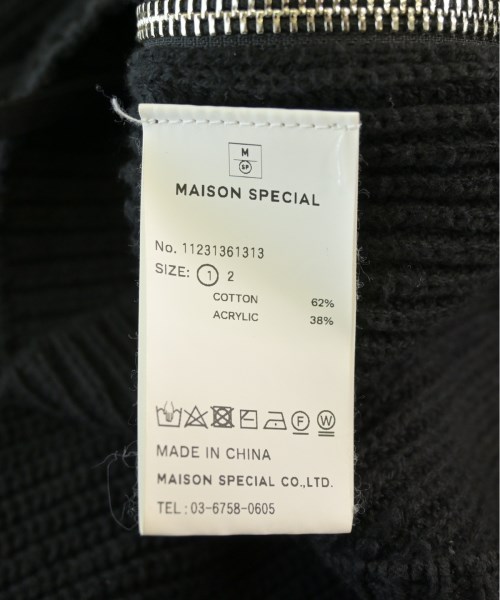 M
SP
MAISON SPECIAL
No. 11231361313
SIZE: 1 2
COTTON 62%
ACRYLIC 38%
F W
MADE IN CHINA
MAISON SPECIAL CO.,LTD.
TEL : 03-6758-0605